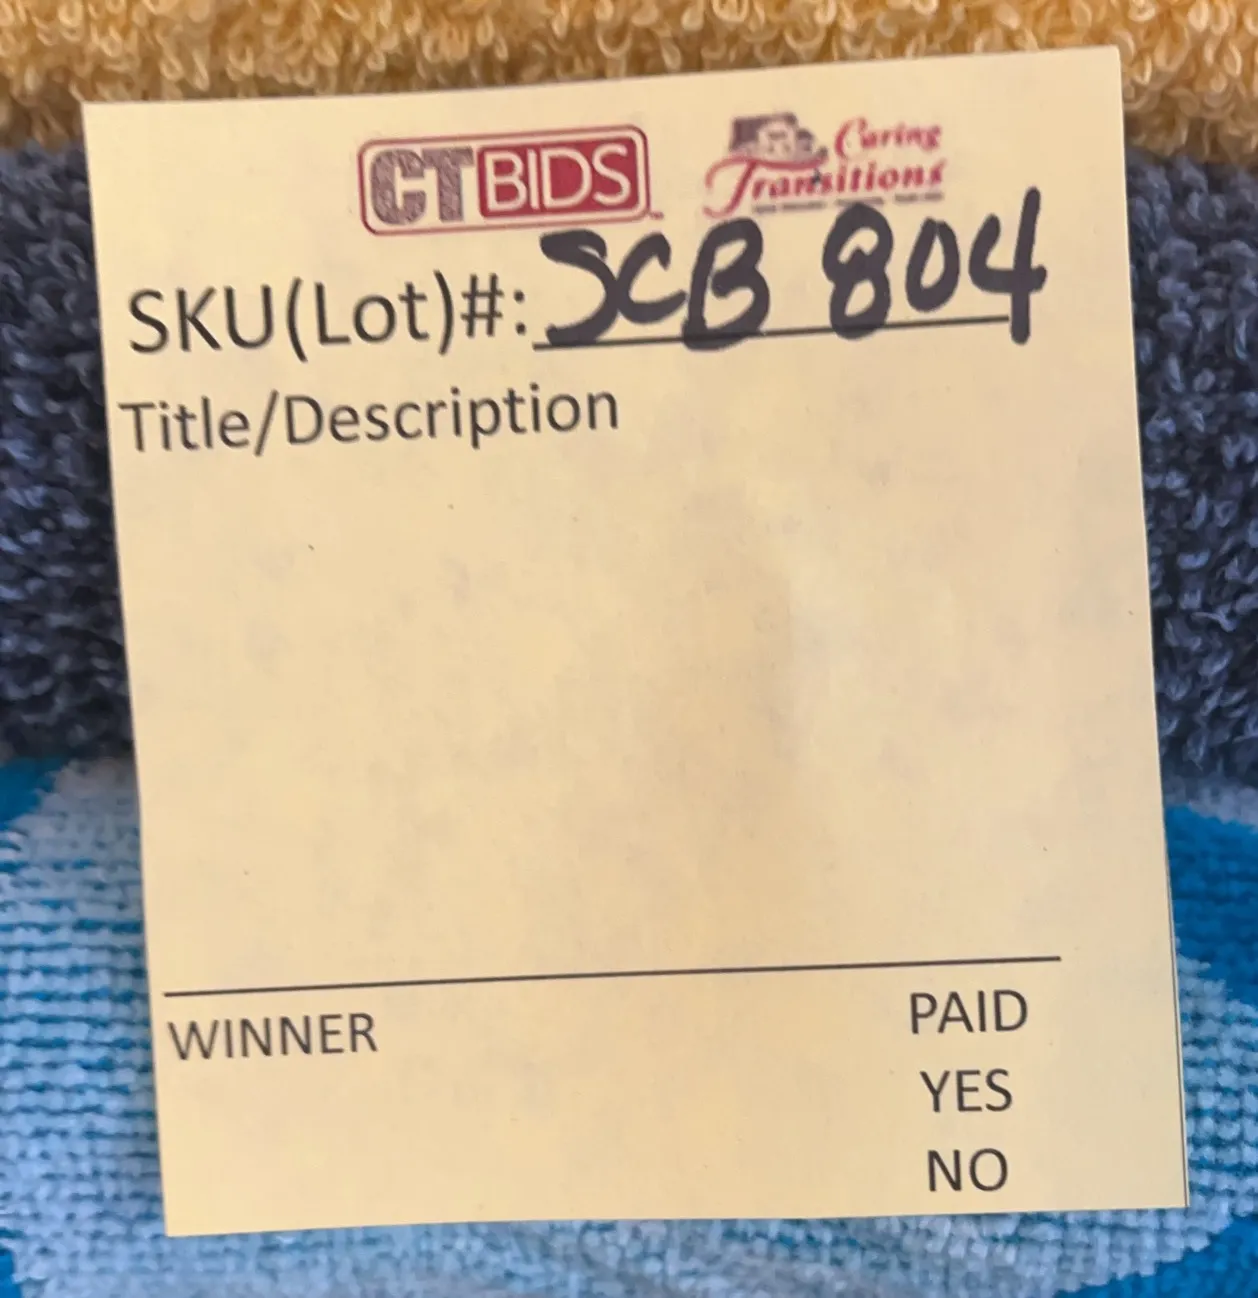 CTBIDS
Caring
Transitions
SKU(Lot)#: SCB 804
Title/Description
WINNER
PAID
YES
NO